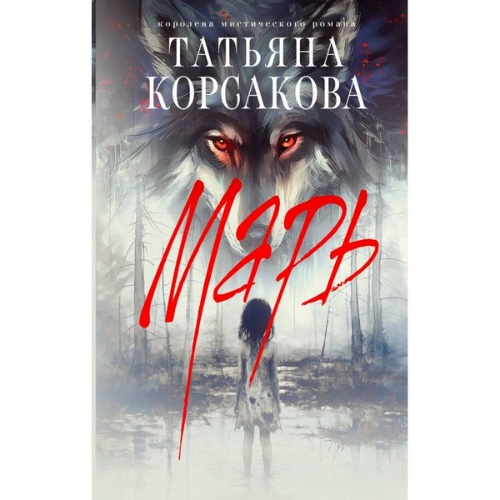 королева мистического романа
ТАТЬЯНА
КОРСАКОВА
Марь